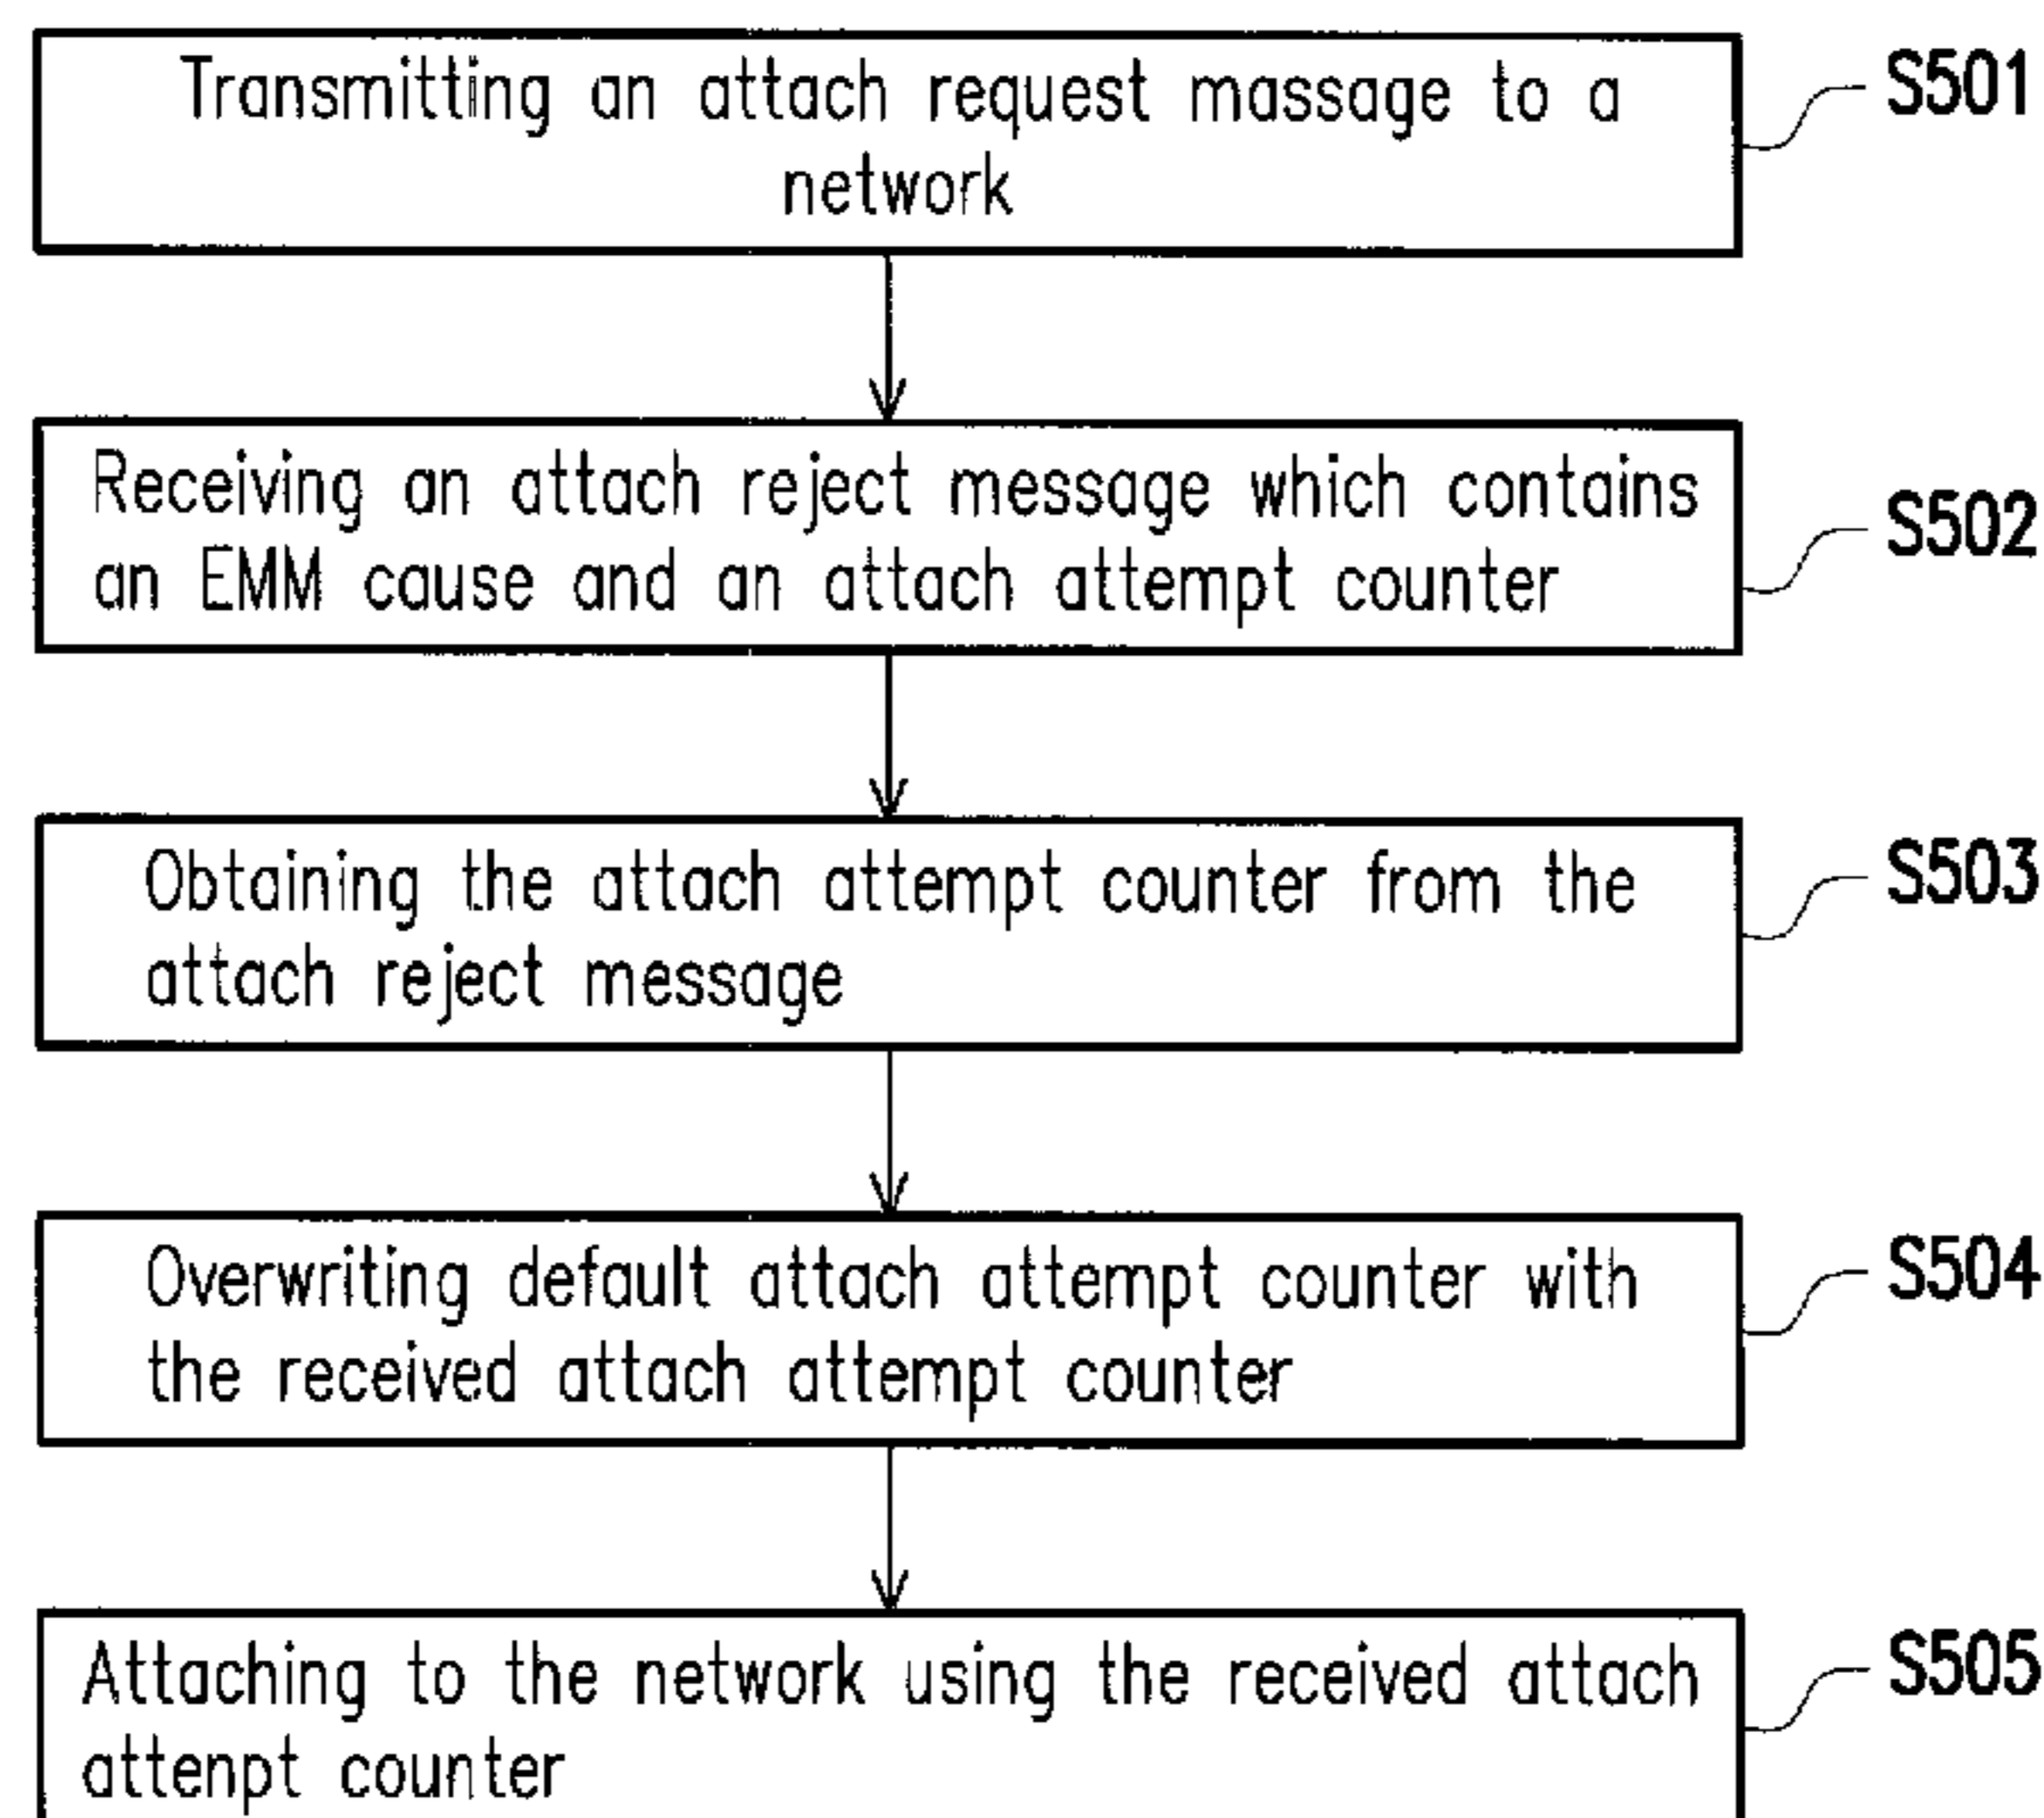 Transmitting an attach request massage to a
network
S501
Receiving an attach reject message which contains
an EMM cause and an attach attempt counter
S502
Obtaining the attach attempt counter from the
attach reject message
S503
Overwriting default attach attempt counter with
the received attach attempt counter
S504
Attaching to the network using the received attach
attenpt counter
S505